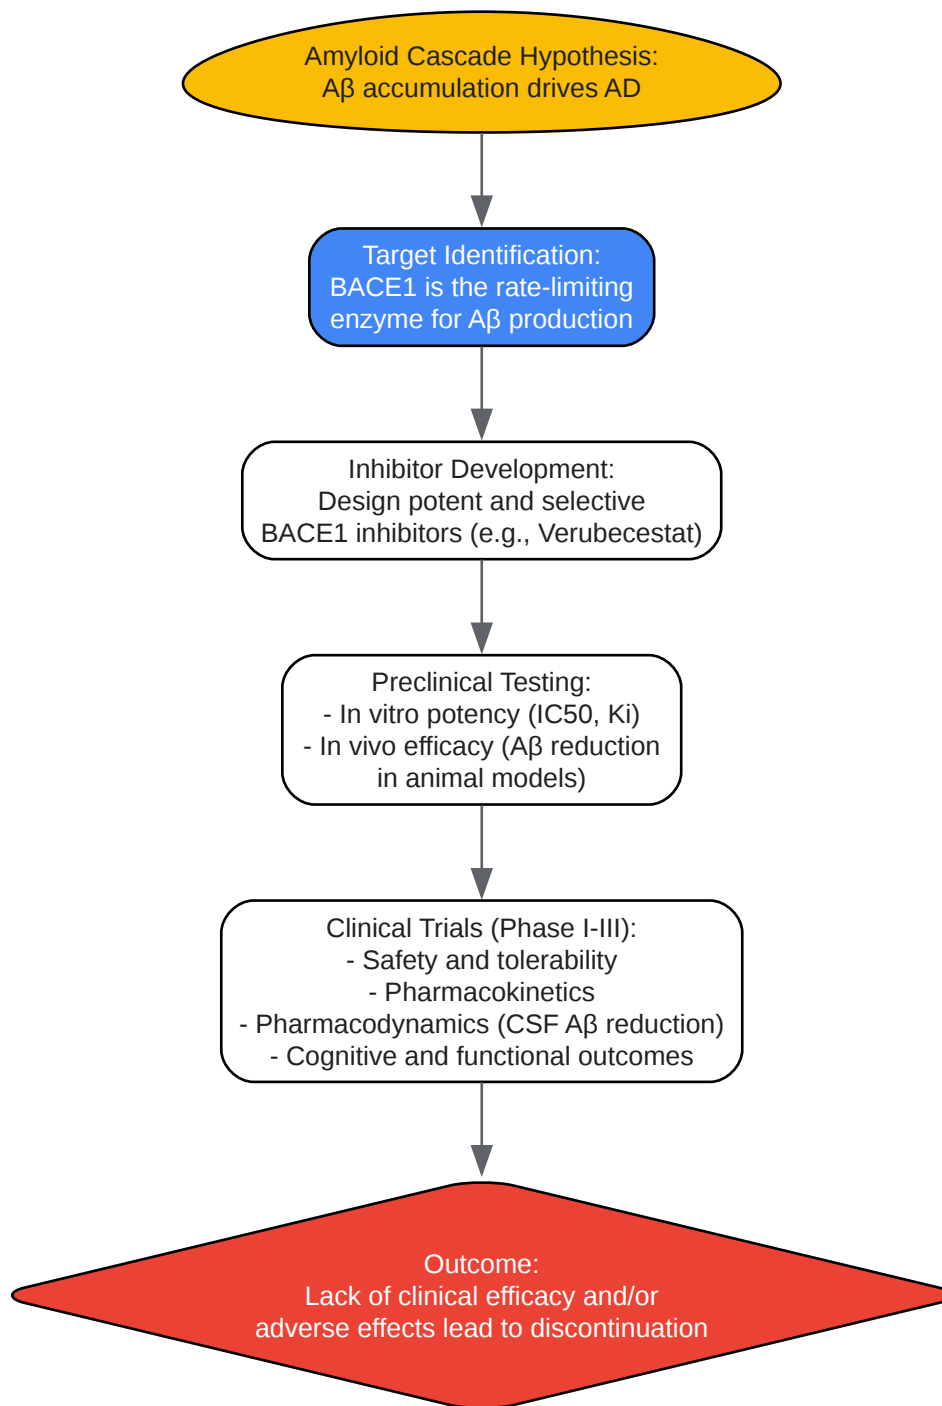 Amyloid Cascade Hypothesis:
Aβ accumulation drives AD
Target Identification:
BACE1 is the rate-limiting
enzyme for Aβ production
Inhibitor Development:
Design potent and selective
BACE1 inhibitors (e.g., Verubecestat)
Preclinical Testing:
- In vitro potency (IC50, Ki)
- In vivo efficacy (Aβ reduction
in animal models)
Clinical Trials (Phase I-III):
- Safety and tolerability
- Pharmacokinetics
- Pharmacodynamics (CSF Aβ reduction)
- Cognitive and functional outcomes
Outcome:
Lack of clinical efficacy and/or
adverse effects lead to discontinuation